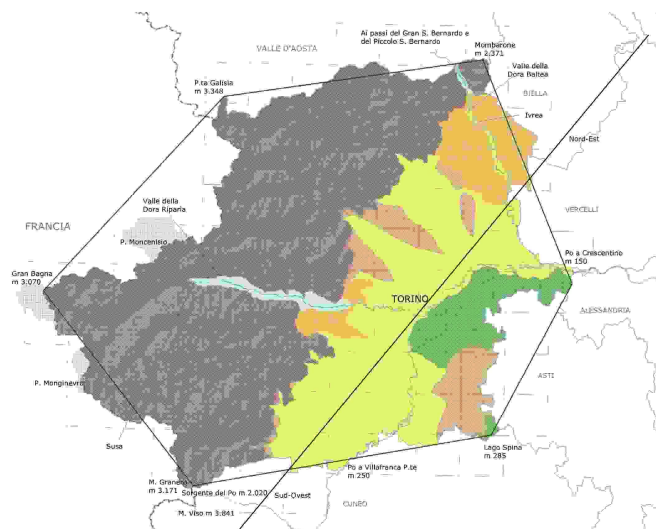 Ai passi del Gran S. Bernardo e
del Piccolo S. Bernardo
VALLE D'AOSTA
Mombarone
m 2.371
Valle della
Dora Baltea
P.ta Galisia
m 3.348
BIELLA
Ivrea
Nord-Est
Valle della
Dora Riparia
VERCELLI
FRANCIA
P. Moncenisio
Po a Crescentino
m 150
Gran Bagna
m 3.070
TORINO
ALESSANDRIA
ASTI
P. Monginevro
Susa
Lago Spina
m 285
Po a Villafranca P.te
m 250
M. Granero
m 3.171
Sorgente del Po m 2.020
Sud-Ovest
M. Viso m 3.841
CUNEO